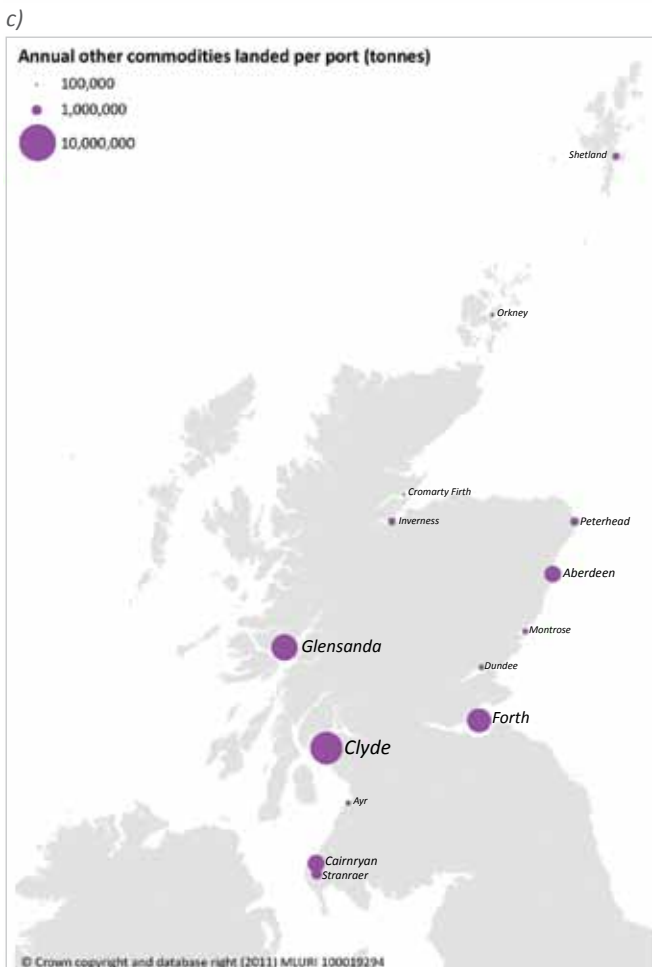 c)
Annual other commodities landed per port (tonnes)
100,000
1,000,000
10,000,000
Shetland
Orkney
Cromarty Firth
Inverness
Peterhead
Aberdeen
Montrose
Glensanda
Dundee
Forth
Clyde
Ayr
Cairnryan
Stranraer
© Crown copyright and database right (2011) MLURI 100019294